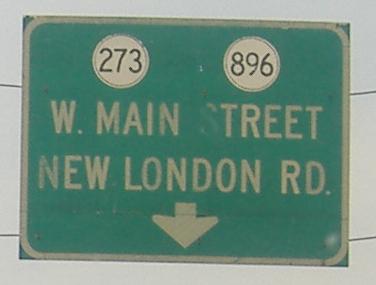 273 896
W. MAIN STREET
NEW LONDON RD.